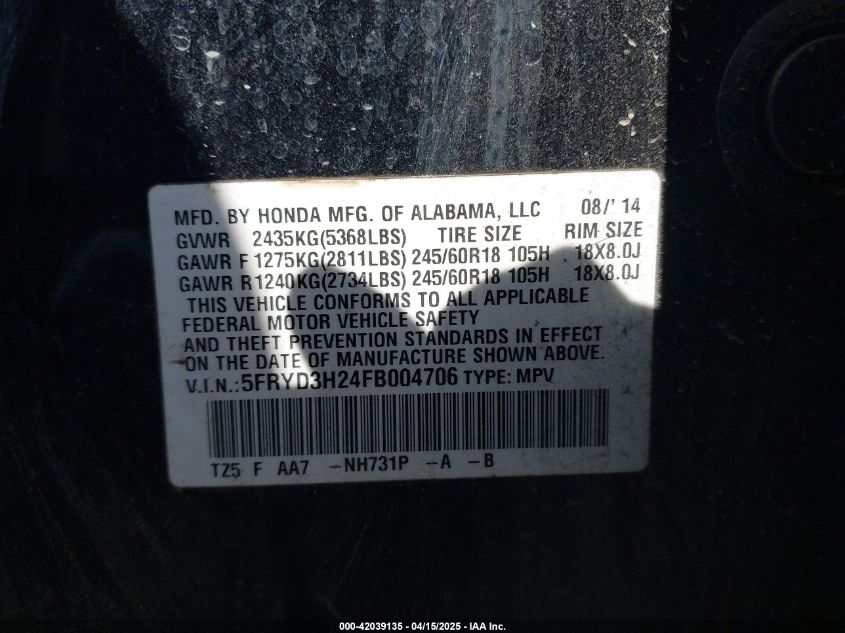 MFD. BY HONDA MFG. OF ALABAMA, LLC 08/' 14
GVWR 2435KG(5368LBS) TIRE SIZE RIM SIZE
GAWR F 1275KG(2811LBS) 245/60R18 105H 18X8.0J
GAWR R1240KG(2734LBS) 245/60R18 105H 18X8.0J
THIS VEHICLE CONFORMS TO ALL APPLICABLE
FEDERAL MOTOR VEHICLE SAFETY
AND THEFT PREVENTION STANDARDS IN EFFECT
ON THE DATE OF MANUFACTURE SHOWN ABOVE.
V.I.N.:5FRYD3H24FB004706 TYPE: MPV
TZ5 F AA7 -NH731P -A -B
000-42039135 - 04/15/2025 - IAA Inc.